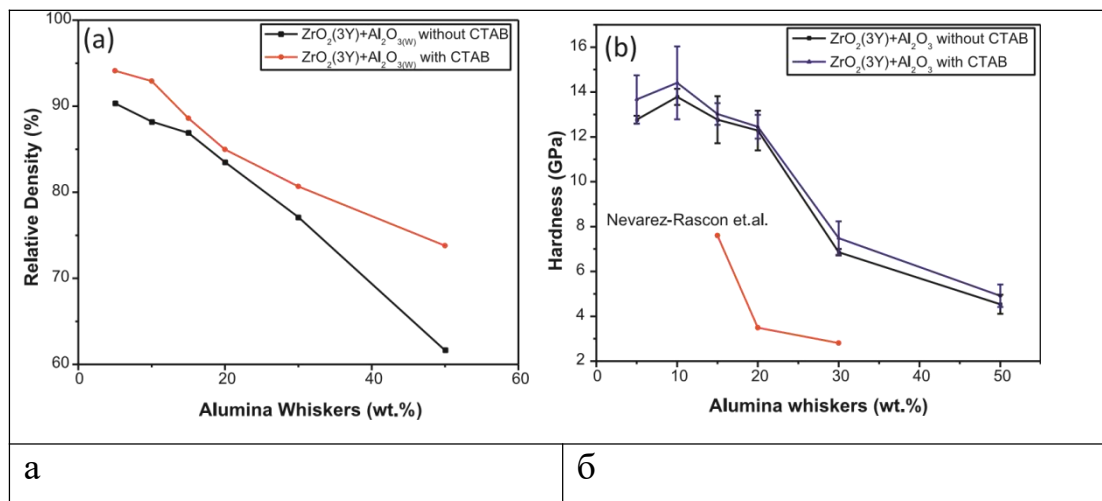 (a)
ZrO2(3Y)+Al2O3(W) without CTAB
ZrO2(3Y)+Al2O3(W) with CTAB
Relative Density (%)
100
90
80
70
60
0 20 40 60
Alumina Whiskers (wt.%)
(b)
ZrO2(3Y)+Al2O3 without CTAB
ZrO2(3Y)+Al2O3 with CTAB
Nevarez-Rascon et.al.
Hardness (GPa)
16
14
12
10
8
6
4
2
0 10 20 30 40 50
Alumina whiskers (wt.%)
а
б